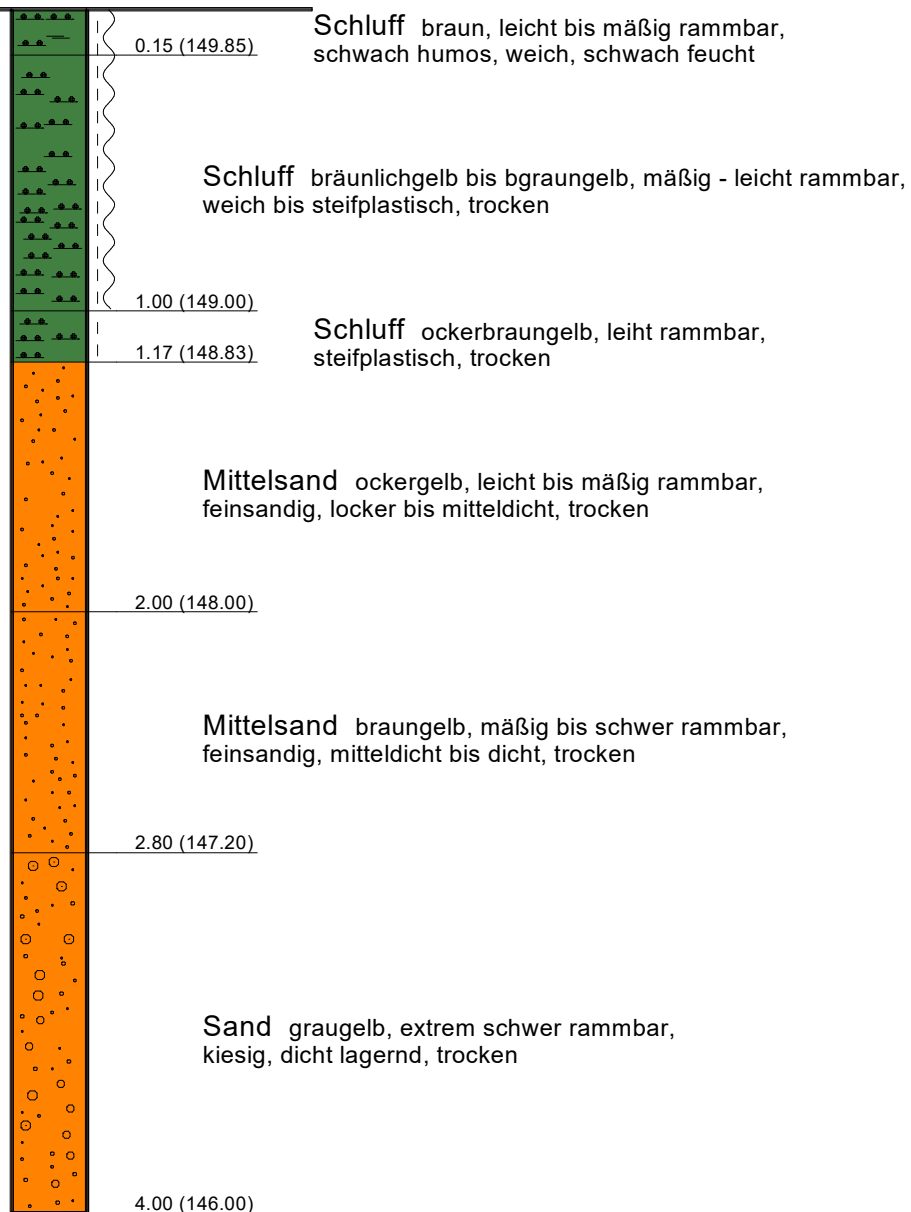 Schluff braun, leicht bis mäßig rammbar,
schwach humos, weich, schwach feucht
0.15 (149.85)
Schluff bräunlichgelb bis bgraungelb, mäßig - leicht rammbar,
weich bis steifplastisch, trocken
1.00 (149.00)
Schluff ockerbraungelb, leiht rammbar,
steifplastisch, trocken
1.17 (148.83)
Mittelsand ockergelb, leicht bis mäßig rammbar,
feinsandig, locker bis mitteldicht, trocken
2.00 (148.00)
Mittelsand braungelb, mäßig bis schwer rammbar,
feinsandig, mitteldicht bis dicht, trocken
2.80 (147.20)
Sand graugelb, extrem schwer rammbar,
kiesig, dicht lagernd, trocken
4.00 (146.00)